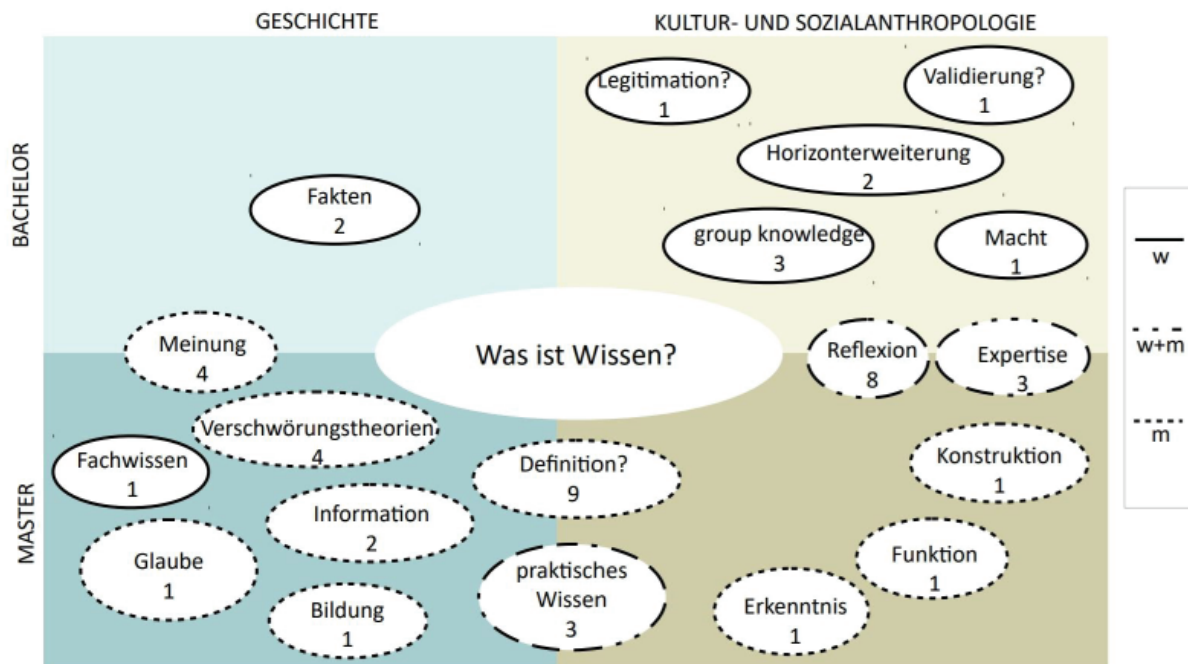 GESCHICHTE
KULTUR- UND SOZIALANTHROPOLOGIE
BACHELOR
Legitimation?
1
Validierung?
1
Horizonterweiterung
2
Fakten
2
group knowledge
3
Macht
1
w
w+m
m
Meinung
4
Was ist Wissen?
Reflexion
8
Expertise
3
MASTER
Verschwörungstheorien
4
Fachwissen
1
Definition?
9
Konstruktion
1
Information
2
Glaube
1
praktisches
Wissen
3
Funktion
1
Bildung
1
Erkenntnis
1